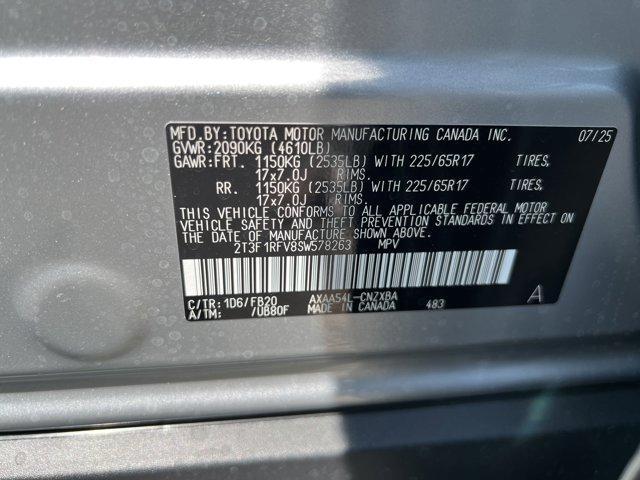 MFD.BY:TOYOTA MOTOR MANUFACTURING CANADA INC. 07/25
GVWR:2090KG (4610LB)
GAWR:FRT. 1150KG (2535LB) WITH 225/65R17 TIRES,
17x7.0J RIMS.
RR. 1150KG (2535LB) WITH 225/65R17 TIRES,
17x7.0J RIMS.
THIS VEHICLE CONFORMS TO ALL APPLICABLE FEDERAL MOTOR
VEHICLE SAFETY AND THEFT PREVENTION STANDARDS IN EFFECT ON
THE DATE OF MANUFACTURE SHOWN ABOVE.
2T3F1RFV8SW578263 MPV
C/TR:1D6/FB20 AXAA54L-CNZXBA 483 A
A/TM: /UB80F MADE IN CANADA